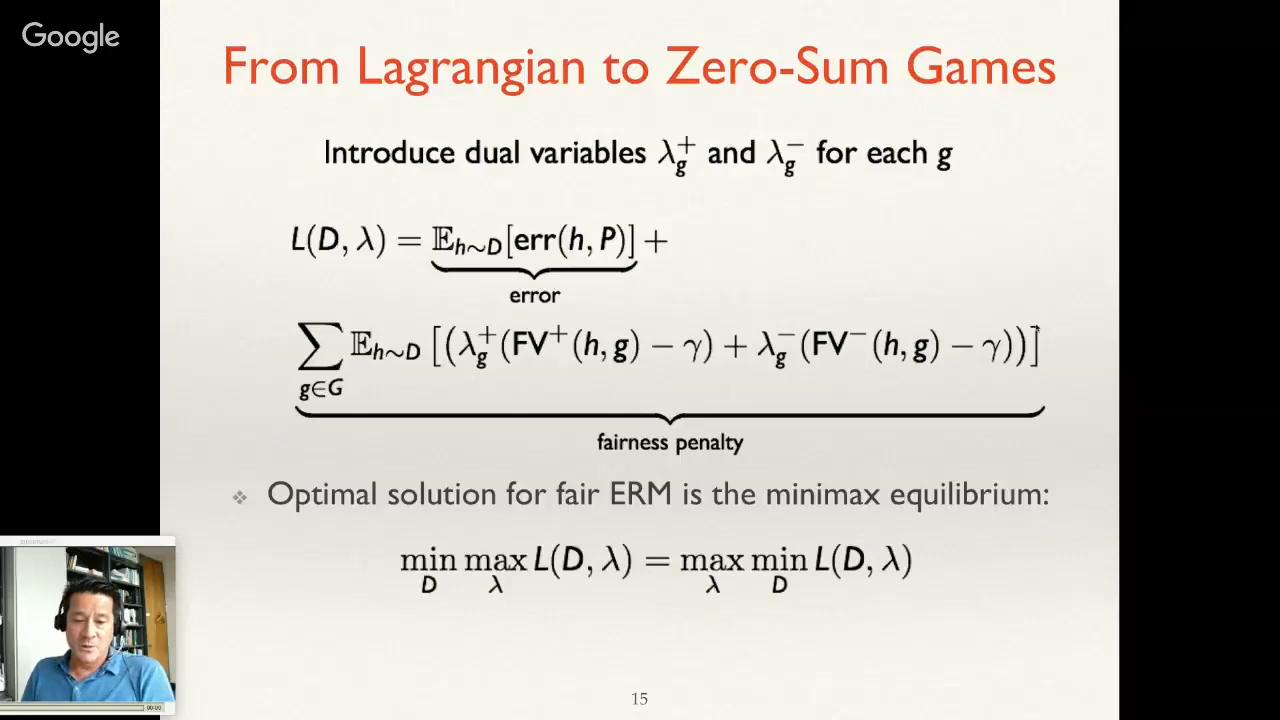 Google
From Lagrangian to Zero-Sum Games
Introduce dual variables λ_g^+ and λ_g^- for each g
L(D, λ) = 𝔼_{h∼D}[err(h, P)] +
error
∑_{g∈G} 𝔼_{h∼D} [(λ_g^+(FV^+(h, g) − γ) + λ_g^-(FV^-(h, g) − γ))]
fairness penalty
❖ Optimal solution for fair ERM is the minimax equilibrium:
min_D max_λ L(D, λ) = max_λ min_D L(D, λ)
00:00
15